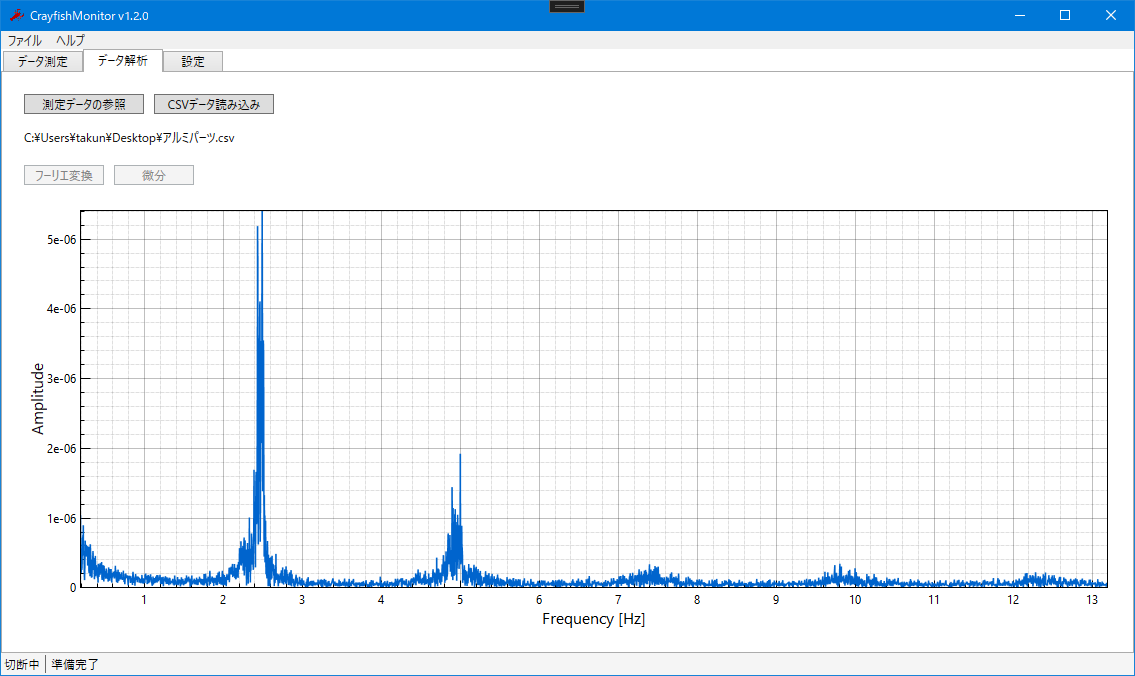 CrayfishMonitor v1.2.0
ファイル ヘルプ
データ測定 データ解析 設定
測定データの参照 CSVデータ読み込み
C:¥Users¥takun¥Desktop¥アルミパーツ.csv
フーリエ変換 微分
5e-06
4e-06
3e-06
2e-06
1e-06
0
Amplitude
1 2 3 4 5 6 7 8 9 10 11 12 13
Frequency [Hz]
切断中 準備完了